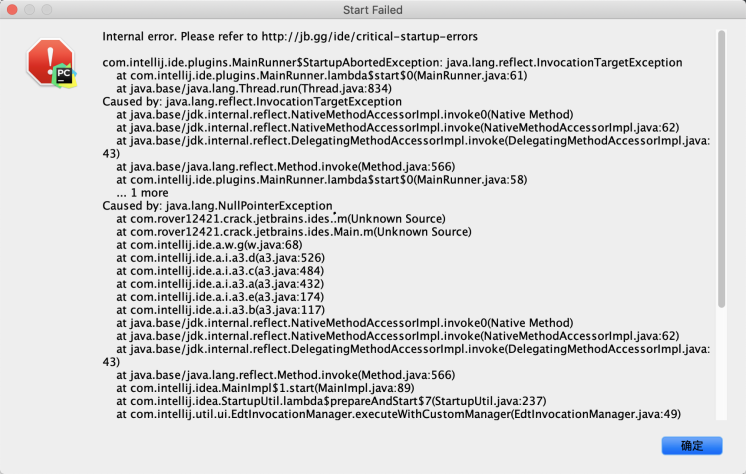 Start Failed
Internal error. Please refer to http://jb.gg/ide/critical-startup-errors
com.intellij.ide.plugins.MainRunner$StartupAbortedException: java.lang.reflect.InvocationTargetException
at com.intellij.ide.plugins.MainRunner.lambda$start$0(MainRunner.java:61)
at java.base/java.lang.Thread.run(Thread.java:834)
Caused by: java.lang.reflect.InvocationTargetException
at java.base/jdk.internal.reflect.NativeMethodAccessorImpl.invoke0(Native Method)
at java.base/jdk.internal.reflect.NativeMethodAccessorImpl.invoke(NativeMethodAccessorImpl.java:62)
at java.base/jdk.internal.reflect.DelegatingMethodAccessorImpl.invoke(DelegatingMethodAccessorImpl.java:
43)
at java.base/java.lang.reflect.Method.invoke(Method.java:566)
at com.intellij.ide.plugins.MainRunner.lambda$start$0(MainRunner.java:58)
... 1 more
Caused by: java.lang.NullPointerException
at com.rover12421.crack.jetbrains.ides..m(Unknown Source)
at com.rover12421.crack.jetbrains.ides.Main.m(Unknown Source)
at com.intellij.ide.a.w.g(w.java:68)
at com.intellij.ide.a.i.a3.d(a3.java:526)
at com.intellij.ide.a.i.a3.c(a3.java:484)
at com.intellij.ide.a.i.a3.a(a3.java:432)
at com.intellij.ide.a.i.a3.e(a3.java:174)
at com.intellij.ide.a.i.a3.b(a3.java:117)
at java.base/jdk.internal.reflect.NativeMethodAccessorImpl.invoke0(Native Method)
at java.base/jdk.internal.reflect.NativeMethodAccessorImpl.invoke(NativeMethodAccessorImpl.java:62)
at java.base/jdk.internal.reflect.DelegatingMethodAccessorImpl.invoke(DelegatingMethodAccessorImpl.java:
43)
at java.base/java.lang.reflect.Method.invoke(Method.java:566)
at com.intellij.idea.MainImpl$1.start(MainImpl.java:89)
at com.intellij.idea.StartupUtil.lambda$prepareAndStart$7(StartupUtil.java:237)
at com.intellij.util.ui.EdtInvocationManager.executeWithCustomManager(EdtInvocationManager.java:49)
PC
确定